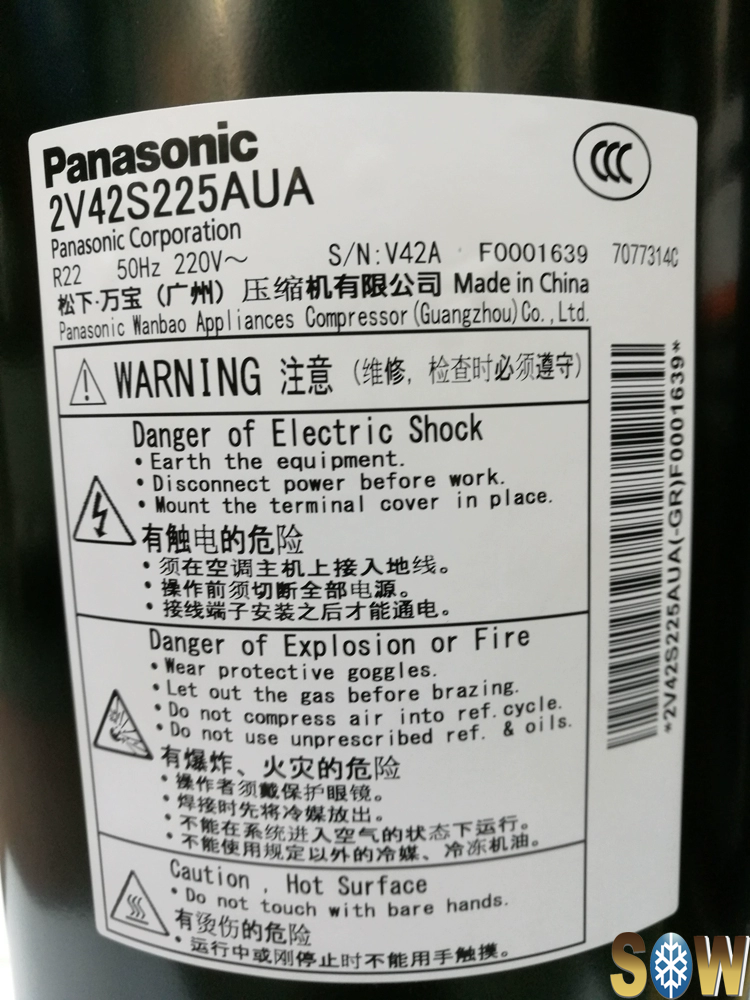 Panasonic
CCC
2V42S225AUA
Panasonic Corporation
R22 50Hz 220V～ S/N:V42A F0001639 7077314C
松下·万宝（广州）压缩机有限公司 Made in China
Panasonic Wanbao Appliances Compressor(Guangzhou)Co.,Ltd.
WARNING 注意（维修，检查时必须遵守）
Danger of Electric Shock
・Earth the equipment.
・Disconnect power before work.
・Mount the terminal cover in place.
有触电的危险
・须在空调主机上接入地线。
・操作前须切断全部电源。
・接线端子安装之后才能通电。
Danger of Explosion or Fire
・Wear protective goggles.
・Let out the gas before brazing.
・Do not compress air into ref.cycle.
・Do not use unprescribed ref. & oils.
有爆炸、火灾的危险
・操作者须戴保护眼镜。
・焊接时先将冷媒放出。
・不能在系统进入空气的状态下运行。
・不能使用规定以外的冷媒、冷冻机油。
Caution , Hot Surface
・Do not touch with bare hands.
有烫伤的危险
・运行中或刚停止时不能用手触摸。
*2V42S225AUA(-GR)F0001639*
SOW